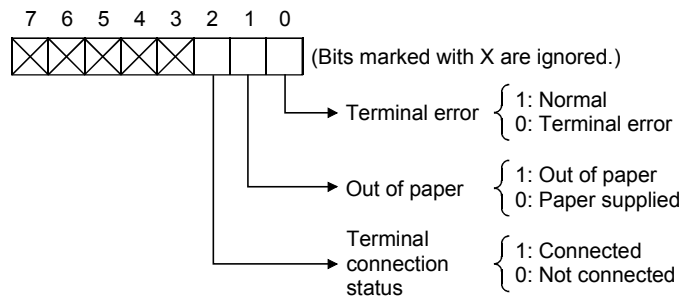 7 6 5 4 3 2 1 0
(Bits marked with X are ignored.)
Terminal error
1: Normal
0: Terminal error
Out of paper
1: Out of paper
0: Paper supplied
Terminal
connection
status
1: Connected
0: Not connected